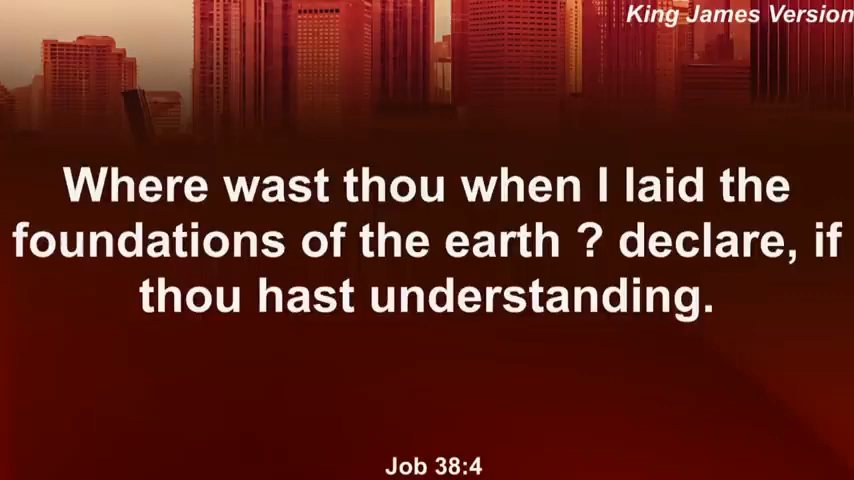 King James Version
Where wast thou when I laid the
foundations of the earth ? declare, if
thou hast understanding.
Job 38:4